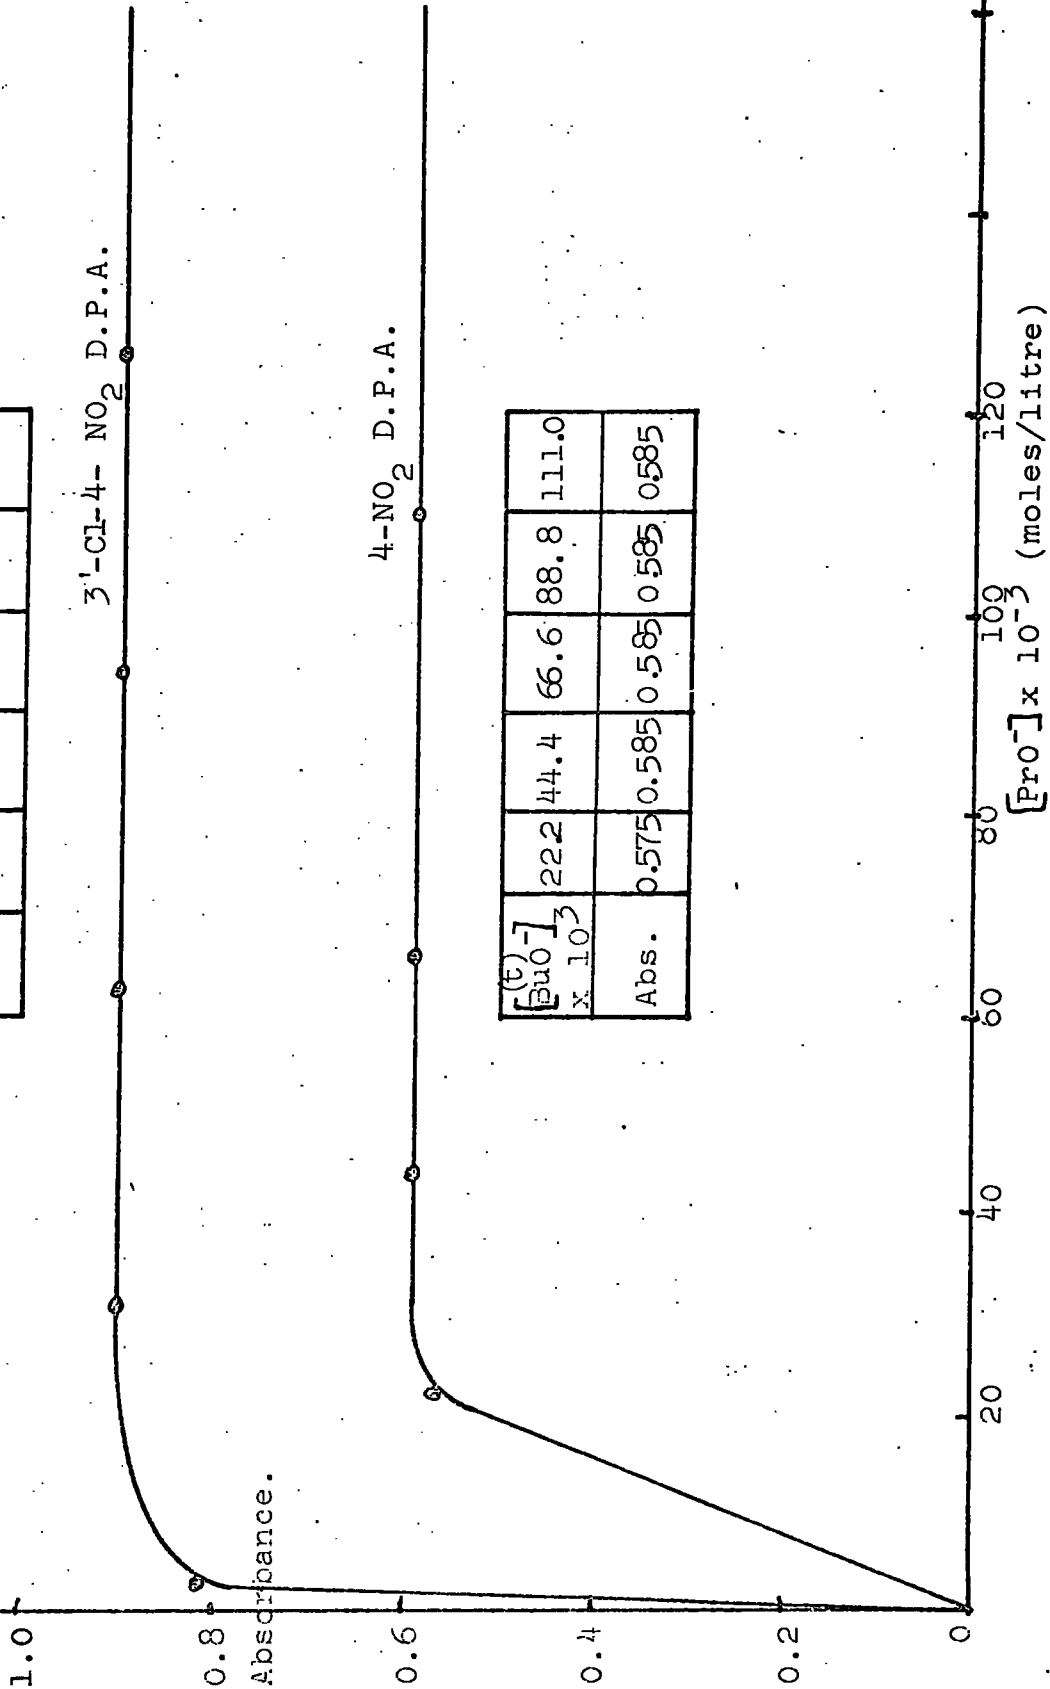 1.0
0.8
Absorbance.
0.6
0.4
0.2
0
3'-Cl-4- NO2 D.P.A.
4-NO2 D.P.A.
[BuO-](t) x 10^3 22.2 44.4 66.6 88.8 111.0
Abs. 0.575 0.585 0.585 0.585 0.585
20 40 60 80 100 120
[PrO-] x 10^-3 (moles/litre)